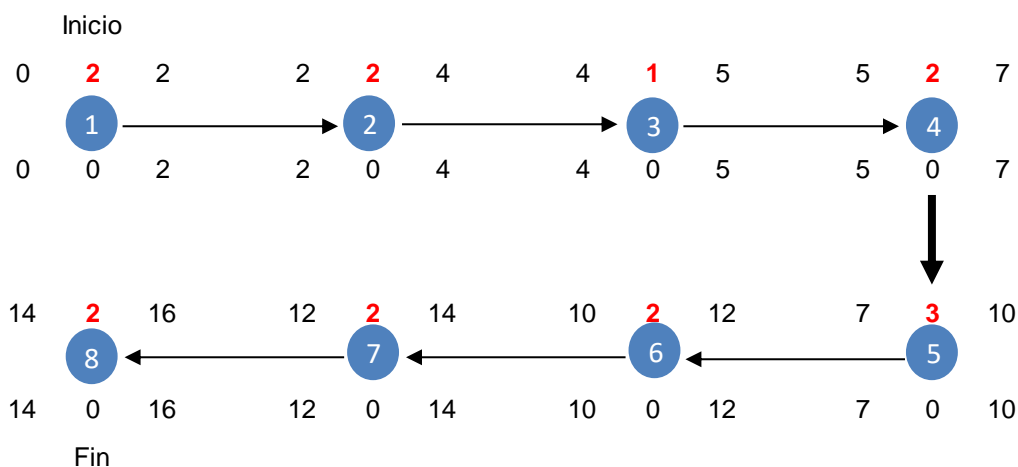 Inicio
0 2 2 2 2 4 4 1 5 5 2 7
1 2 3 4
0 0 2 2 0 4 4 0 5 5 0 7
14 2 16 12 2 14 10 2 12 7 3 10
8 7 6 5
14 0 16 12 0 14 10 0 12 7 0 10
Fin